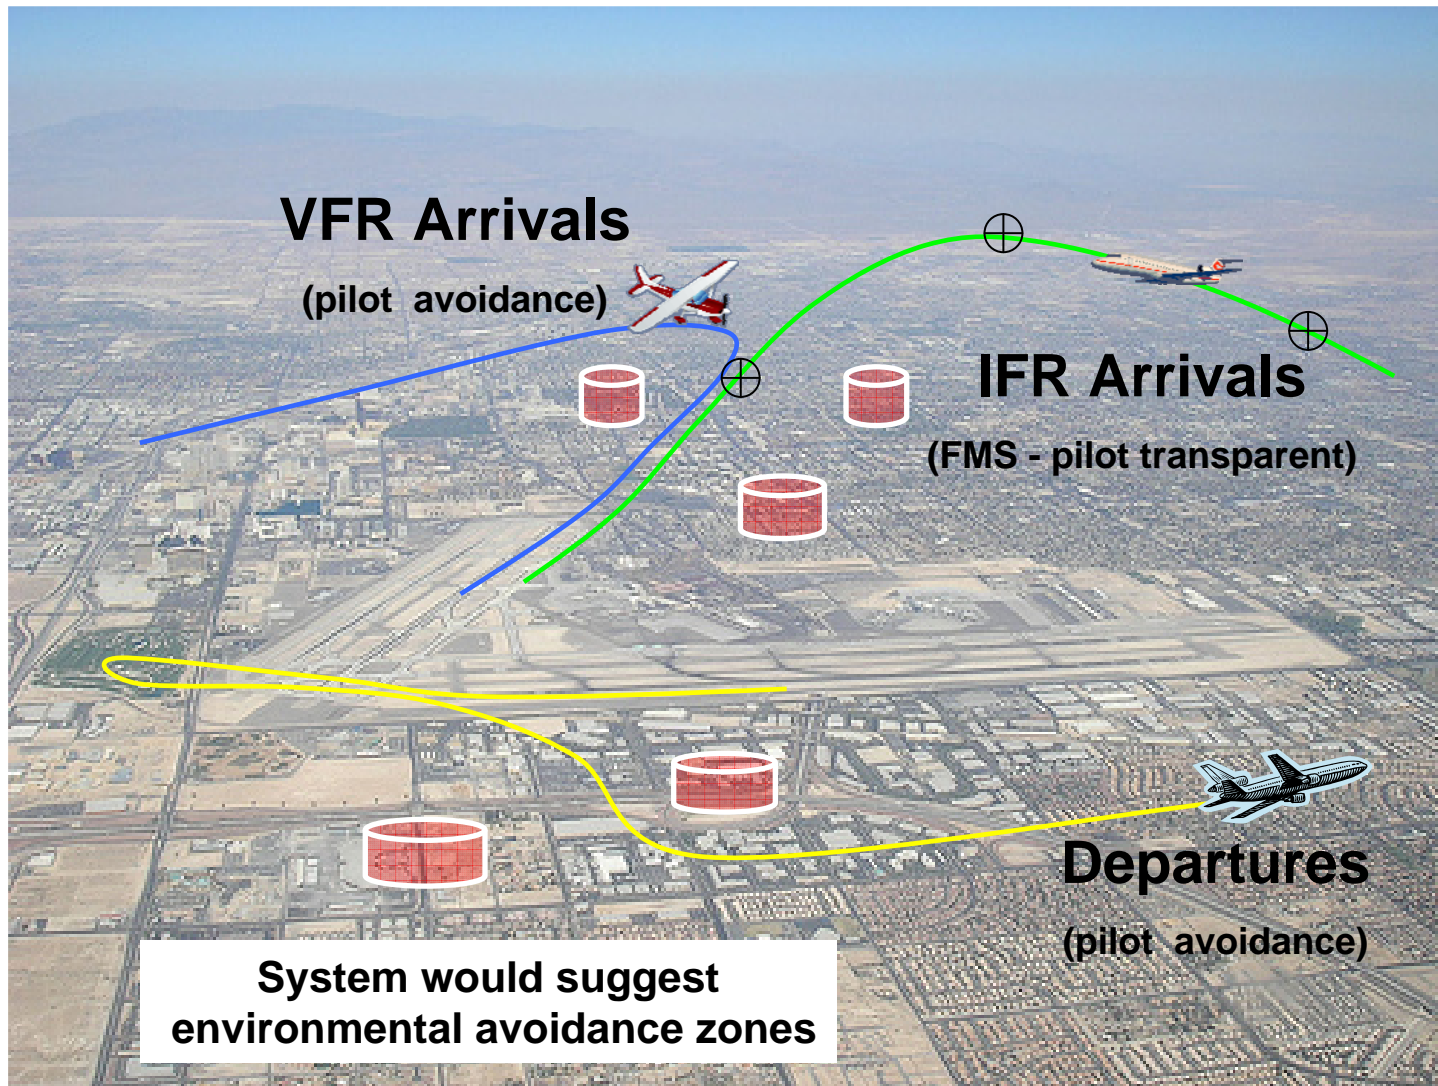 VFR Arrivals
(pilot avoidance)
IFR Arrivals
(FMS - pilot transparent)
Departures
(pilot avoidance)
System would suggest
environmental avoidance zones